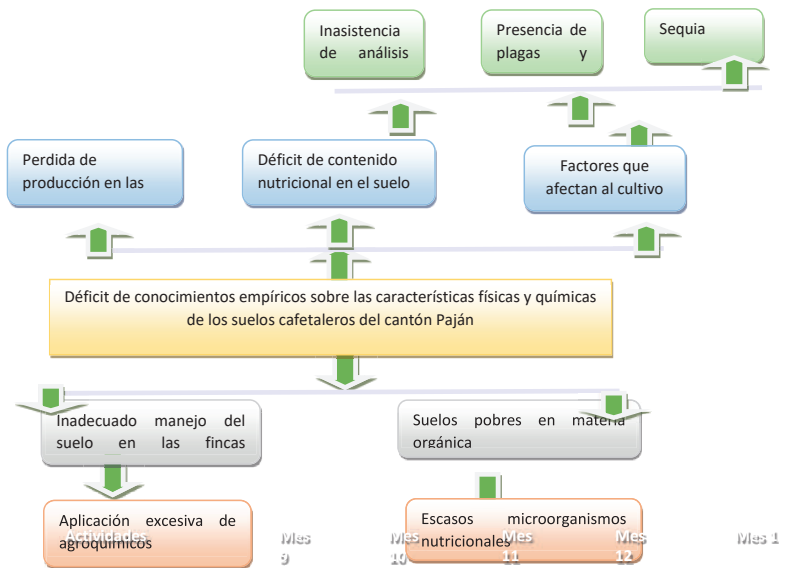 Inasistencia
de análisis
Presencia de
plagas y
Sequia
Perdida de
producción en las
Déficit de contenido
nutricional en el suelo
Factores que
afectan al cultivo
Déficit de conocimientos empíricos sobre las características físicas y químicas
de los suelos cafetaleros del cantón Paján
Inadecuado manejo del
suelo en las fincas
Suelos pobres en materia
orgánica
Aplicación excesiva de
agroquímicos
Escasos microorganismos
nutricionales
Actividades
Mes
9
Mes
10
Mes
11
Mes
12
Mes 1